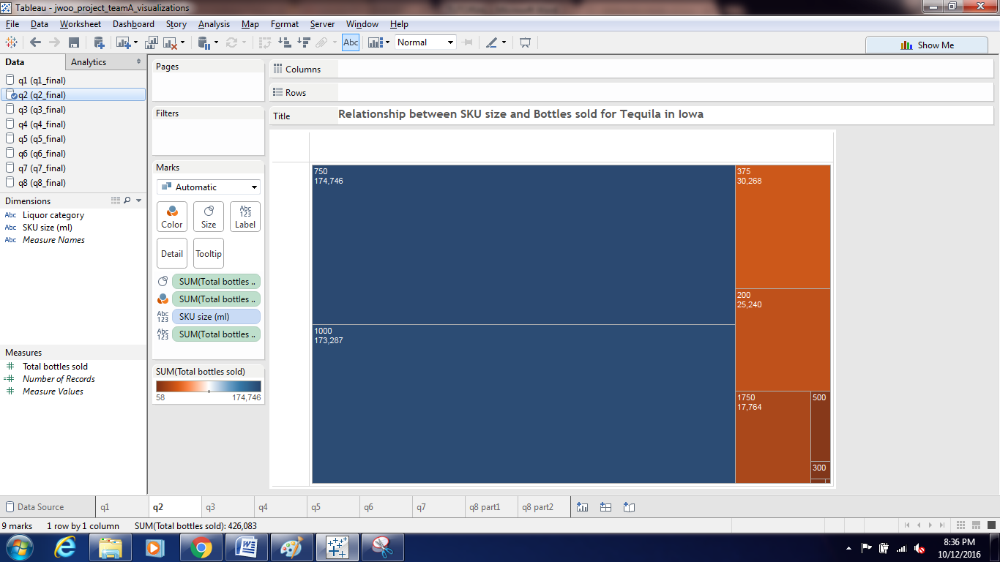 Tableau - jwoo_project_teamA_visualizations
File Data Worksheet Dashboard Story Analysis Map Format Server Window Help
Abc Normal Show Me
Data Analytics
q1 (q1_final)
q2 (q2_final)
q3 (q3_final)
q4 (q4_final)
q5 (q5_final)
q6 (q6_final)
q7 (q7_final)
q8 (q8_final)
Dimensions
Abc Liquor category
Abc SKU size (ml)
Abc Measure Names
Measures
Total bottles sold
Number of Records
Measure Values
Pages
Filters
Marks
Automatic
Abc
123
Color Size Label
Detail Tooltip
SUM(Total bottles ..
SUM(Total bottles ..
Abc
123 SKU size (ml)
Abc
123 SUM(Total bottles ..
SUM(Total bottles sold)
58 174,746
Columns
Rows
Title Relationship between SKU size and Bottles sold for Tequila in Iowa
750
174,746
1000
173,287
375
30,268
200
25,240
1750
17,764
500
300
Data Source q1 q2 q3 q4 q5 q6 q7 q8 part1 q8 part2
9 marks 1 row by 1 column SUM(Total bottles sold): 426,083
8:36 PM
10/12/2016